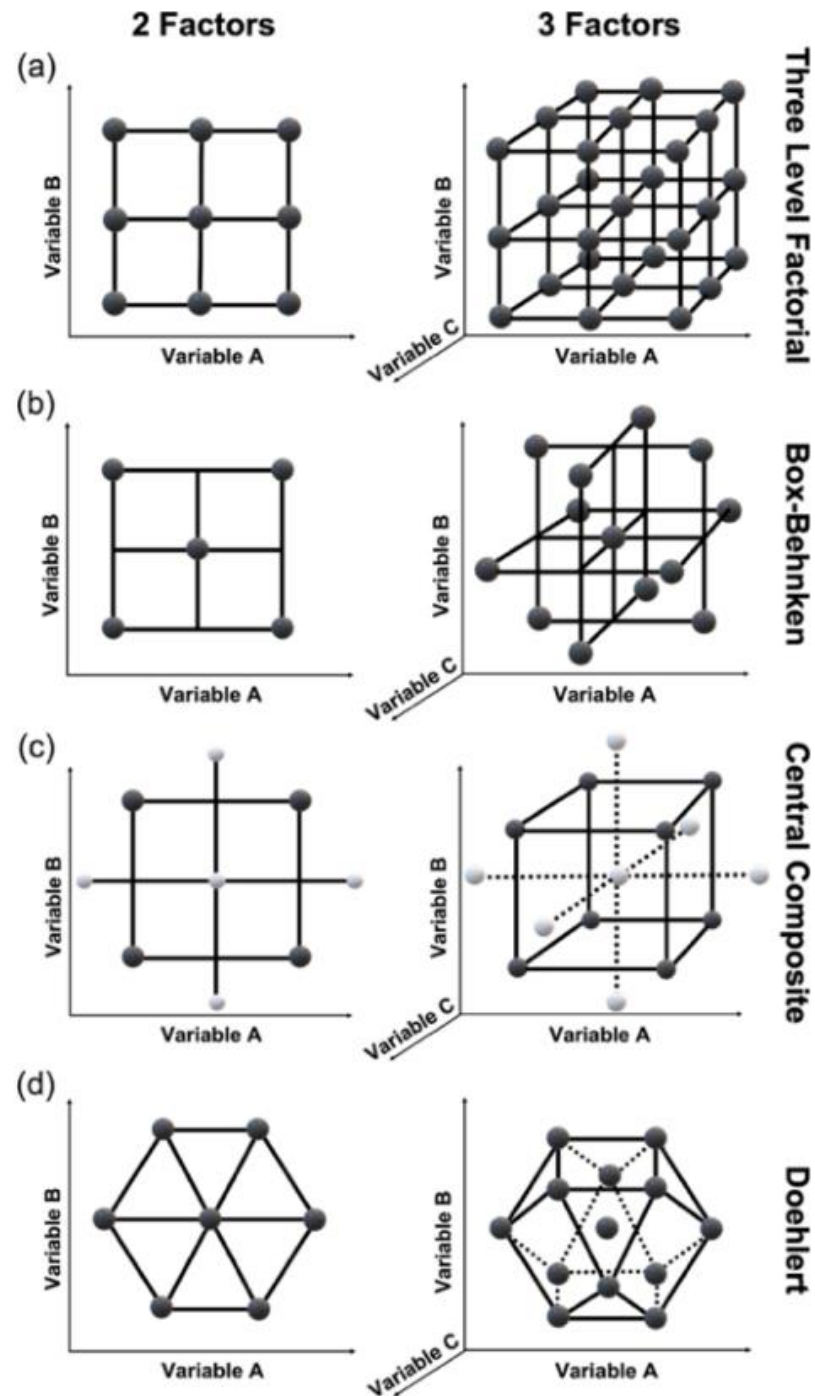 2 Factors
3 Factors
(a)
Three Level Factorial
Variable B
Variable A
Variable B
Variable C
Variable A
(b)
Box-Behnken
Variable B
Variable A
Variable B
Variable C
Variable A
(c)
Central Composite
Variable B
Variable A
Variable B
Variable C
Variable A
(d)
Doehlert
Variable B
Variable A
Variable B
Variable C
Variable A